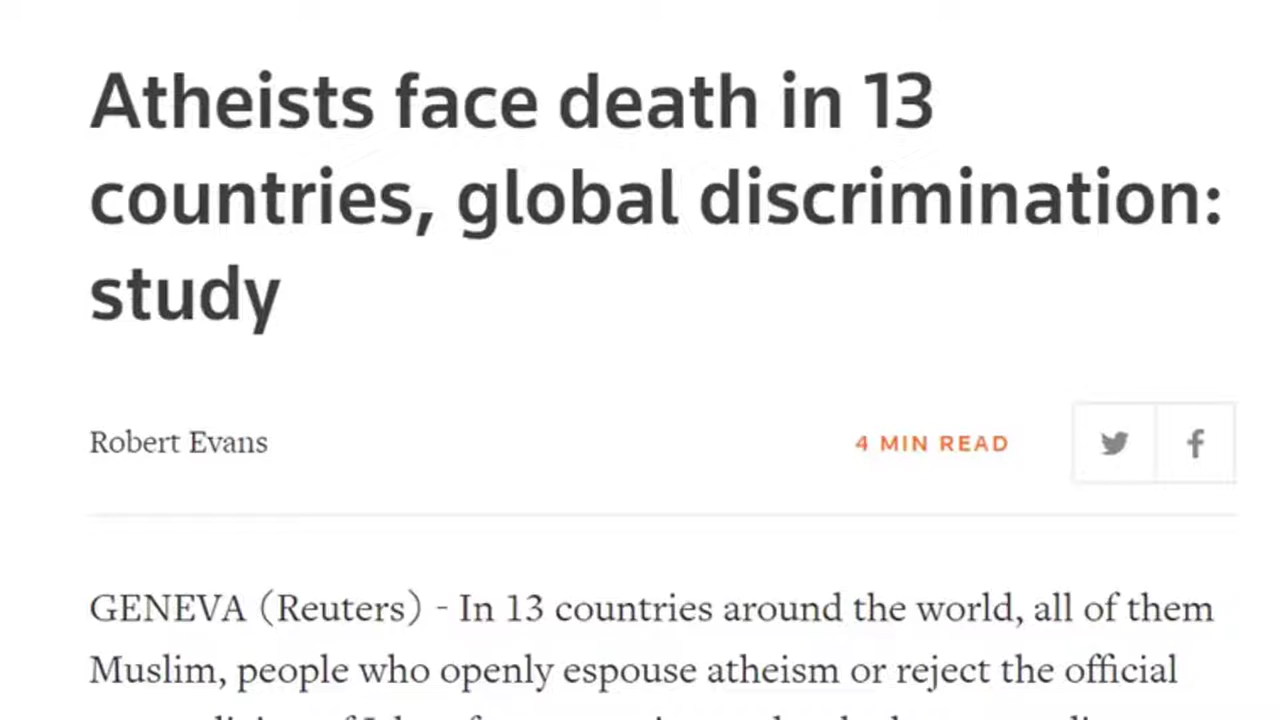 Atheists face death in 13
countries, global discrimination:
study
Robert Evans
4 MIN READ
GENEVA (Reuters) - In 13 countries around the world, all of them
Muslim, people who openly espouse atheism or reject the official